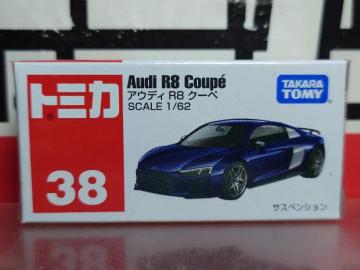 トミカ
38
Audi R8 Coupé
アウディ R8 クーペ
SCALE 1/62
TAKARA
TOMY
サスペンション